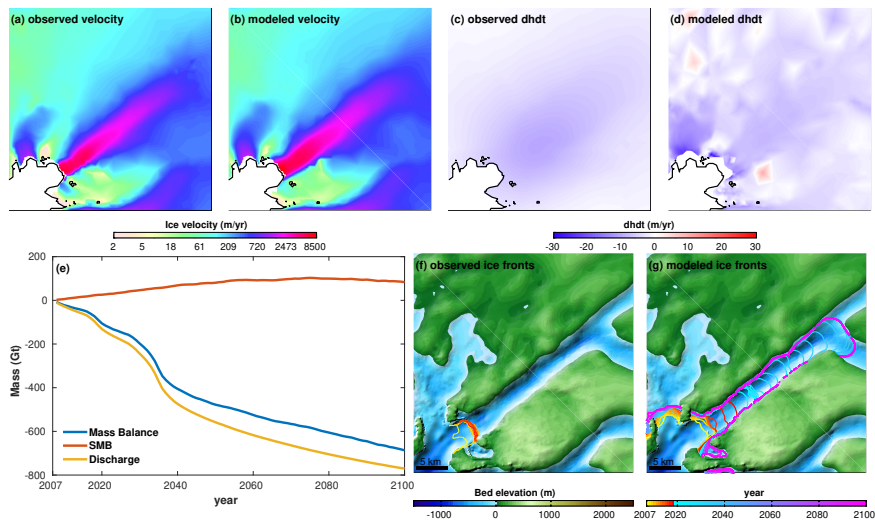 (a) observed velocity
(b) modeled velocity
(c) observed dhdt
(d) modeled dhdt
Ice velocity (m/yr)
2 5 18 61 209 720 2473 8500
dhdt (m/yr)
-30 -20 -10 0 10 20 30
(e)
200
0
-200
-400
-600
-800
Mass (Gt)
Mass Balance
SMB
Discharge
2007 2020 2040 2060 2080 2100
year
(f) observed ice fronts
5 km
(g) modeled ice fronts
5 km
Bed elevation (m)
-1000 0 1000 2000
year
2007 2020 2040 2060 2080 2100